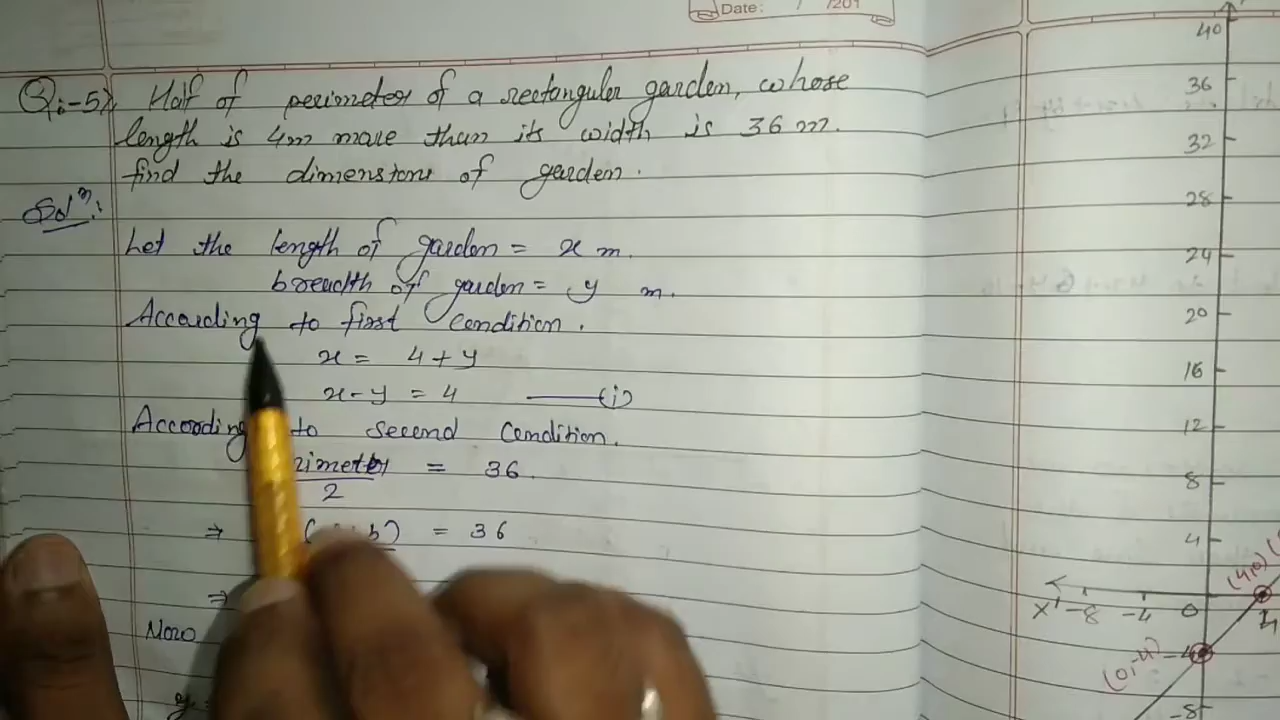 Date: / /201
Q:-5) Half of perimeter of a rectangular garden, whose
length is 4m more than its width is 36 m.
find the dimensions of garden.
Solⁿ:
Let the length of garden = x m.
breadth of garden = y m.
According to first condition.
x = 4 + y
x - y = 4 (i)
According to second condition.
= 36
2
⇒ b) = 36
⇒
Now
40
36
32
28
24
20
16
12
8
4
(4,0)
X' -8 -4 0 4
(0,-4) -4
-8